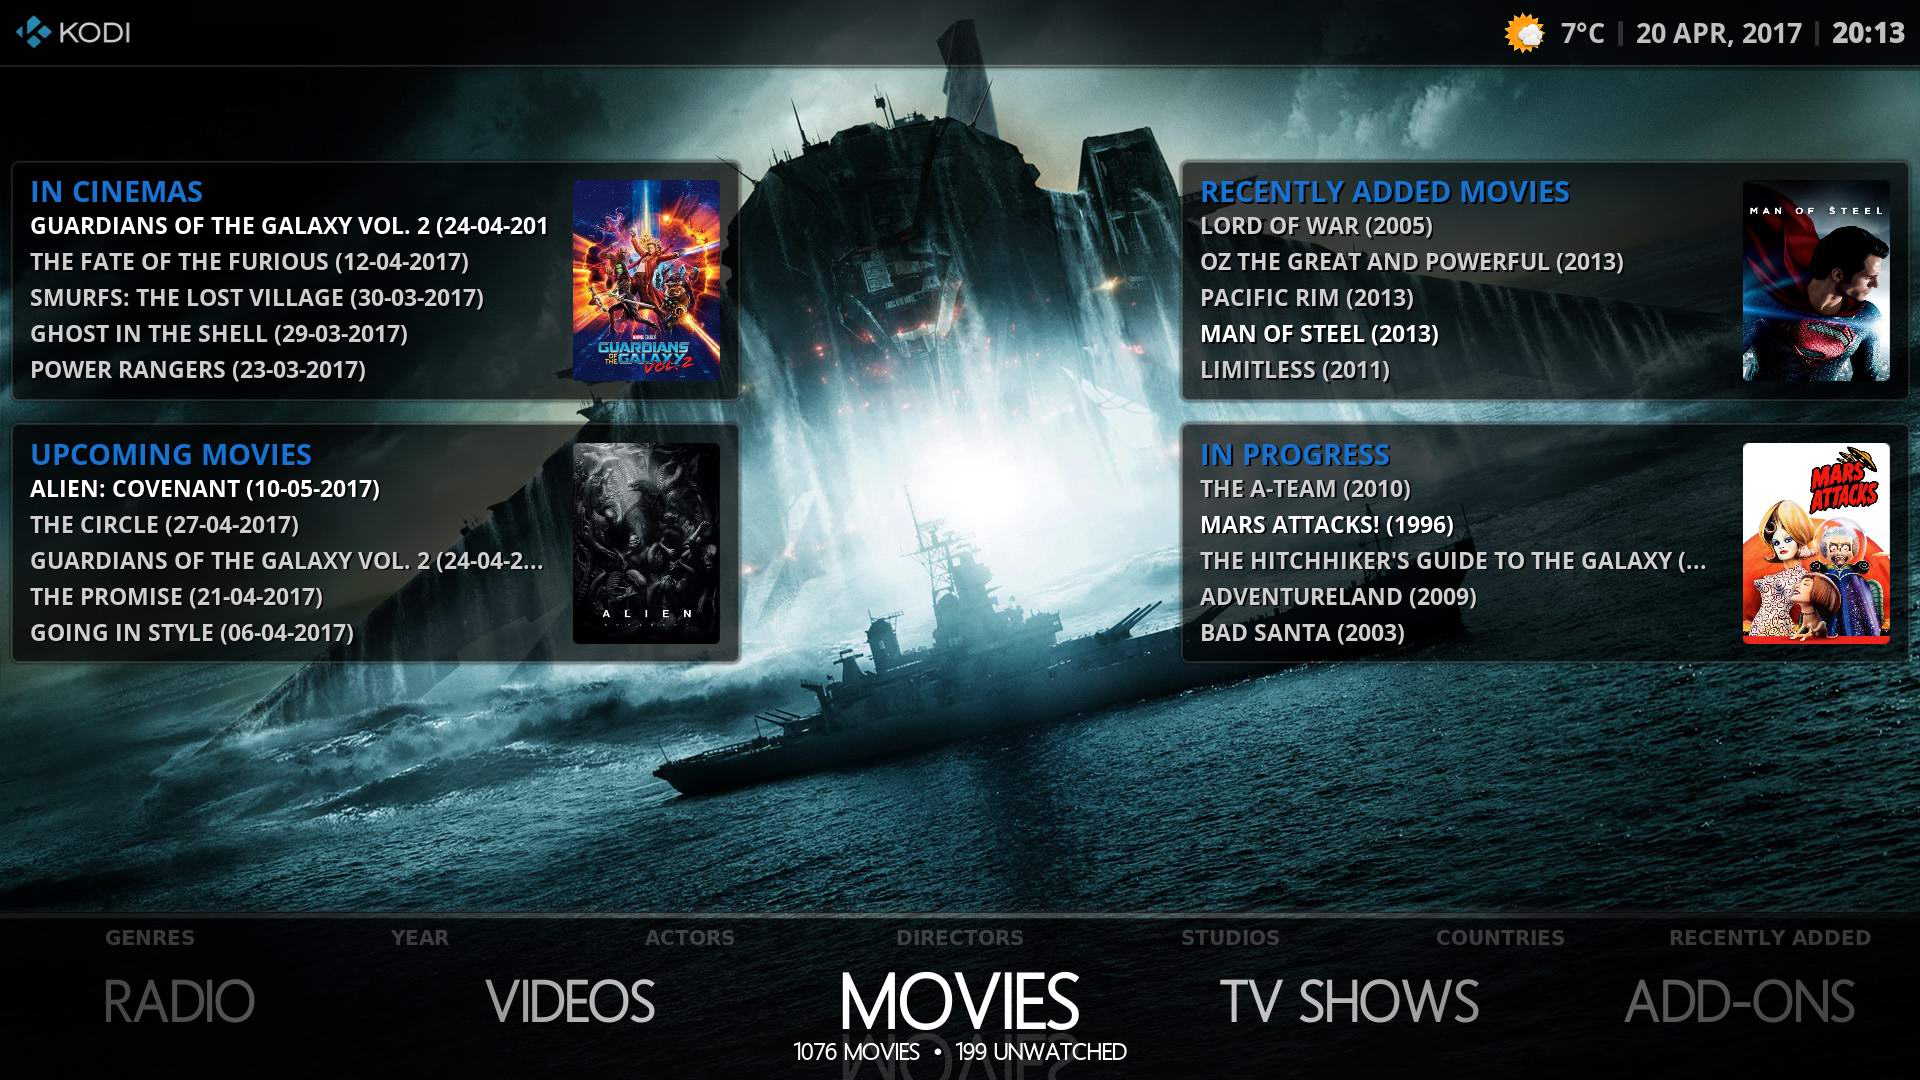 KODI
7°C | 20 APR, 2017 | 20:13
IN CINEMAS
GUARDIANS OF THE GALAXY VOL. 2 (24-04-201
THE FATE OF THE FURIOUS (12-04-2017)
SMURFS: THE LOST VILLAGE (30-03-2017)
GHOST IN THE SHELL (29-03-2017)
POWER RANGERS (23-03-2017)
GUARDIANS
OF THE GALAXY
VOL. 2
UPCOMING MOVIES
ALIEN: COVENANT (10-05-2017)
THE CIRCLE (27-04-2017)
GUARDIANS OF THE GALAXY VOL. 2 (24-04-2...
THE PROMISE (21-04-2017)
GOING IN STYLE (06-04-2017)
ALIEN
RECENTLY ADDED MOVIES
LORD OF WAR (2005)
OZ THE GREAT AND POWERFUL (2013)
PACIFIC RIM (2013)
MAN OF STEEL (2013)
LIMITLESS (2011)
MAN OF STEEL
IN PROGRESS
THE A-TEAM (2010)
MARS ATTACKS! (1996)
THE HITCHHIKER'S GUIDE TO THE GALAXY (...
ADVENTURELAND (2009)
BAD SANTA (2003)
MARS
ATTACKS
GENRES YEAR ACTORS DIRECTORS STUDIOS COUNTRIES RECENTLY ADDED
RADIO VIDEOS MOVIES TV SHOWS ADD-ONS
1076 MOVIES • 199 UNWATCHED